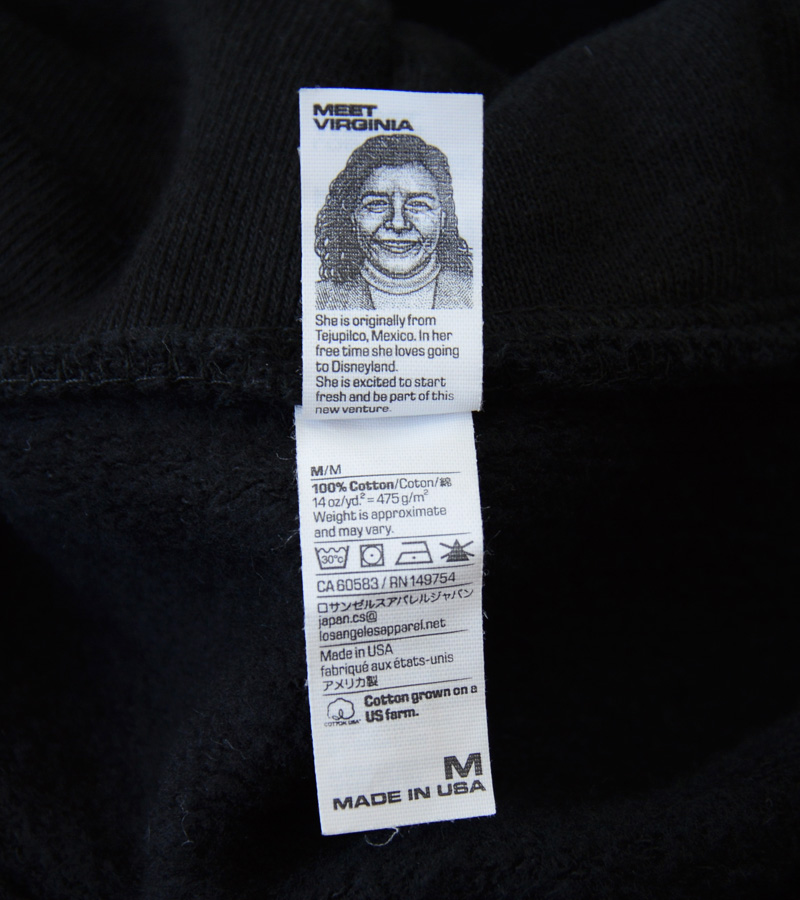 MEET
VIRGINIA
She is originally from
Tejupilco, Mexico. In her
free time she loves going
to Disneyland.
She is excited to start
fresh and be part of this
new venture.
M/M
100% Cotton/Coton/綿
14 oz/yd.² = 475 g/m²
Weight is approximate
and may vary.
30°C
CA 60583 / RN 149754
ロサンゼルスアパレルジャパン
japan.cs@
losangelesapparel.net
Made in USA
fabriqué aux états-unis
アメリカ製
Cotton grown on a
US farm.
COTTON USA
M
MADE IN USA